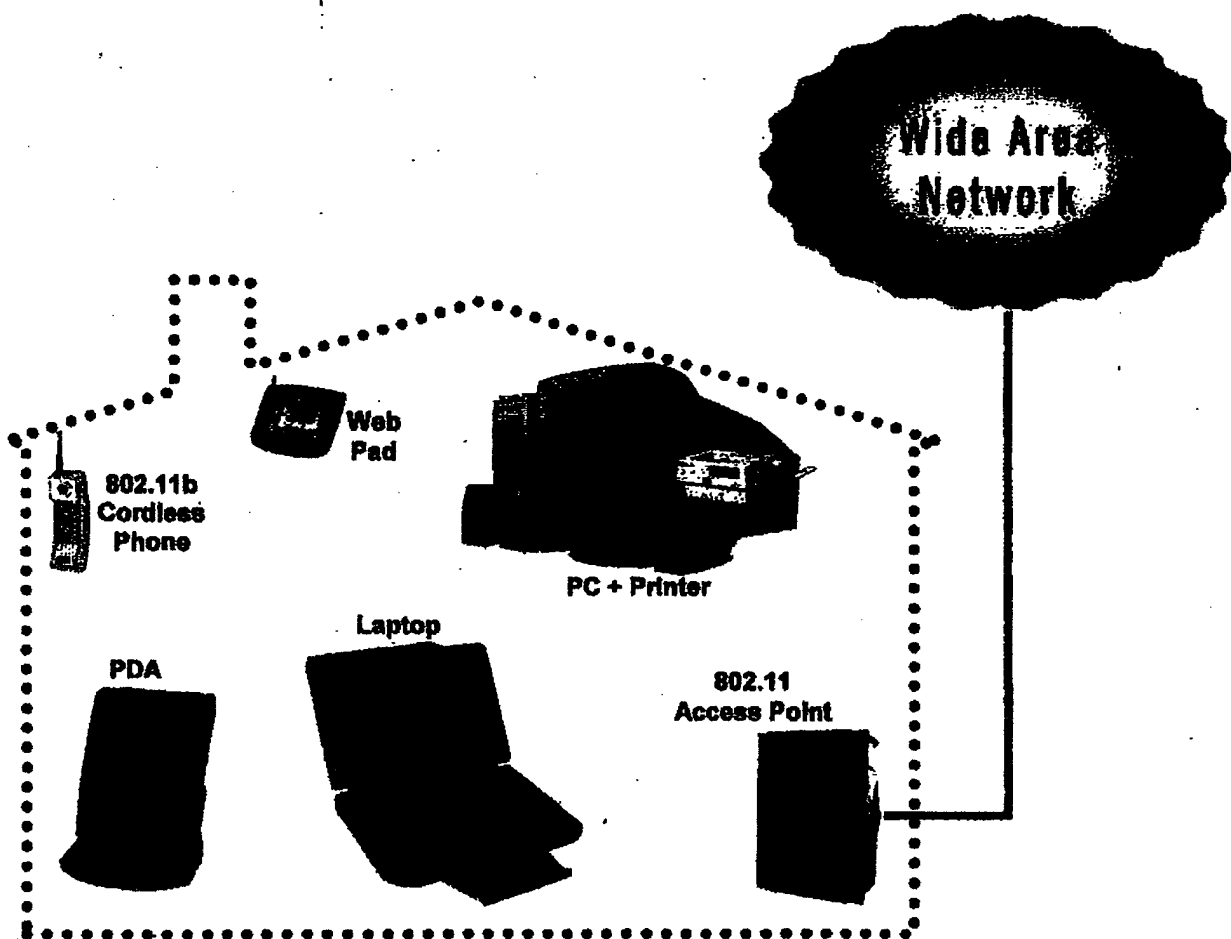 Wide Area
Network
Web
Pad
802.11b
Cordless
Phone
PC + Printer
Laptop
PDA
802.11
Access Point